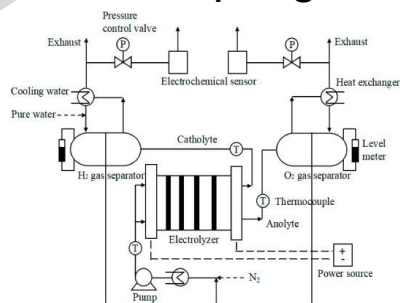 Pressure
control valve
Exhaust
P
P
Exhaust
Electrochemical sensor
Cooling water
Heat exchanger
Pure water
Catholyte
T
Level
meter
H₂ gas separator
O₂ gas separator
T
Thermocouple
Anolyte
Electrolyzer
T
+
-
Power source
N₂
Pump